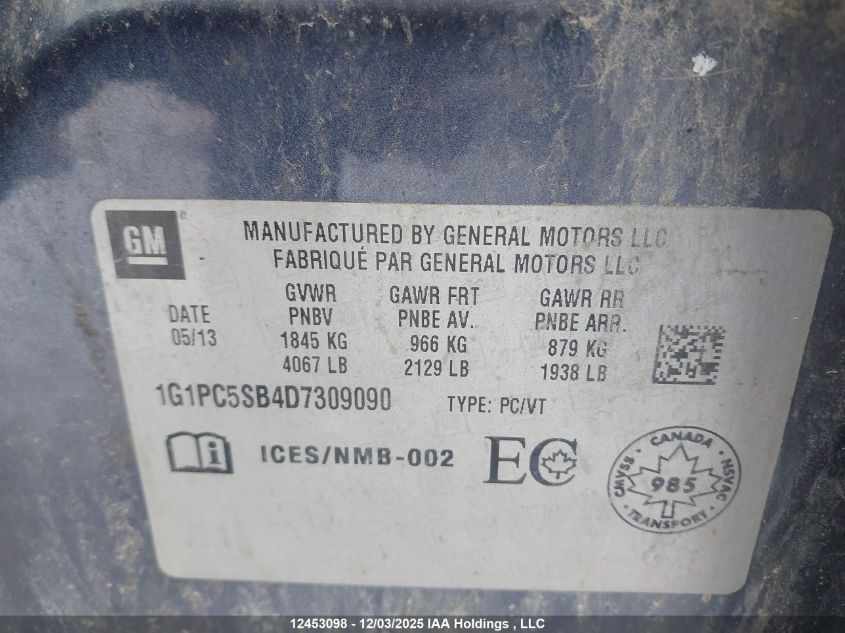 GM
MANUFACTURED BY GENERAL MOTORS LLC
FABRIQUÉ PAR GENERAL MOTORS LLC
DATE
05/13
GVWR
PNBV
1845 KG
4067 LB
GAWR FRT
PNBE AV.
966 KG
2129 LB
GAWR RR
PNBE ARR.
879 KG
1938 LB
1G1PC5SB4D7309090 TYPE: PC/VT
i ICES/NMB-002 EC
CANADA
CMVSS 985 NSVAC
TRANSPORT
12453098 - 12/03/2025 IAA Holdings , LLC